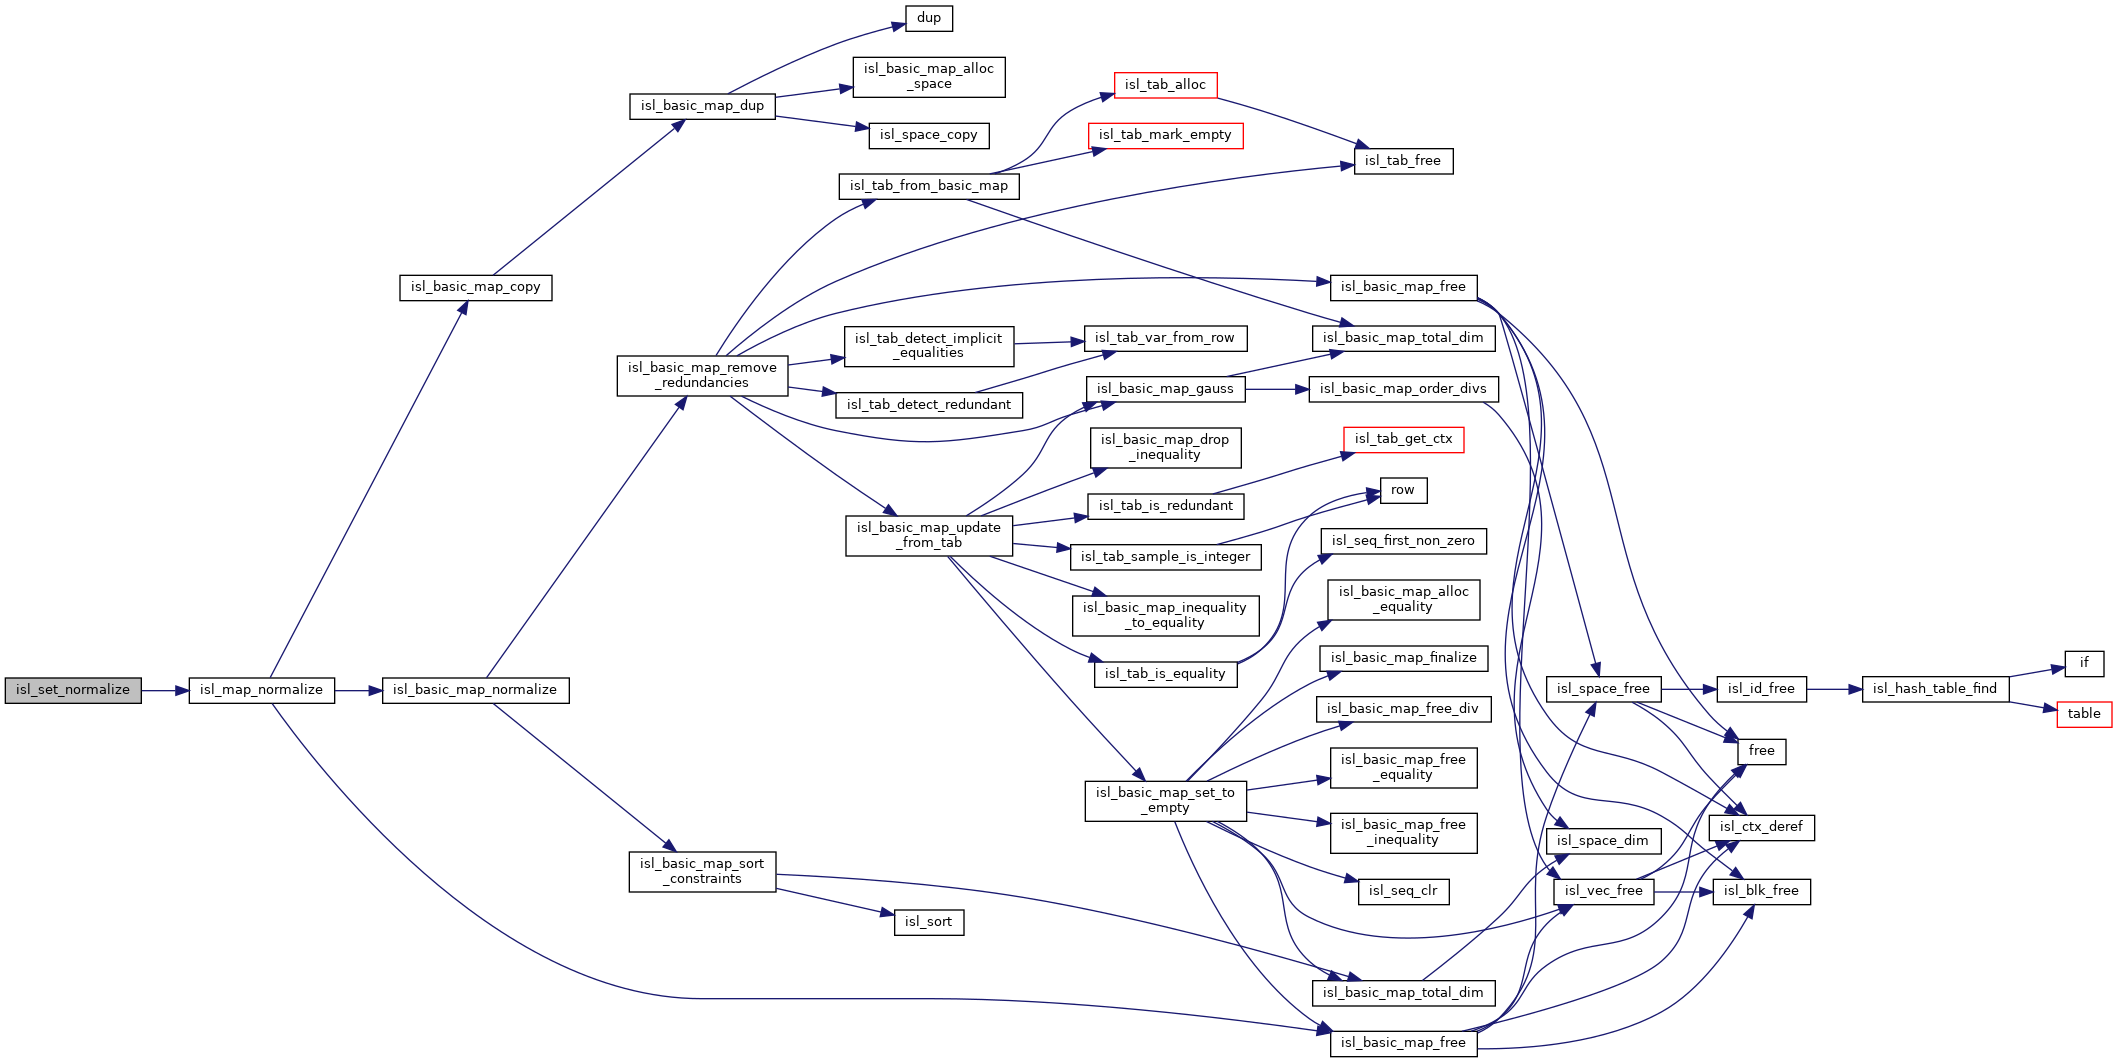 dup
isl_basic_map_alloc
_space
isl_basic_map_dup
isl_space_copy
isl_tab_alloc
isl_tab_mark_empty
isl_tab_free
isl_tab_from_basic_map
isl_basic_map_copy
isl_basic_map_free
isl_tab_detect_implicit
_equalities
isl_tab_var_from_row
isl_basic_map_total_dim
isl_basic_map_remove
_redundancies
isl_tab_detect_redundant
isl_basic_map_gauss
isl_basic_map_order_divs
isl_basic_map_drop
_inequality
isl_tab_get_ctx
isl_tab_is_redundant
row
isl_basic_map_update
_from_tab
isl_tab_sample_is_integer
isl_seq_first_non_zero
isl_basic_map_inequality
_to_equality
isl_basic_map_alloc
_equality
isl_tab_is_equality
isl_basic_map_finalize
isl_set_normalize
isl_map_normalize
isl_basic_map_normalize
isl_basic_map_free_div
isl_space_free
isl_id_free
isl_hash_table_find
if
table
isl_basic_map_free
_equality
free
isl_basic_map_set_to
_empty
isl_basic_map_free
_inequality
isl_space_dim
isl_ctx_deref
isl_basic_map_sort
_constraints
isl_seq_clr
isl_vec_free
isl_blk_free
isl_sort
isl_basic_map_total_dim
isl_basic_map_free